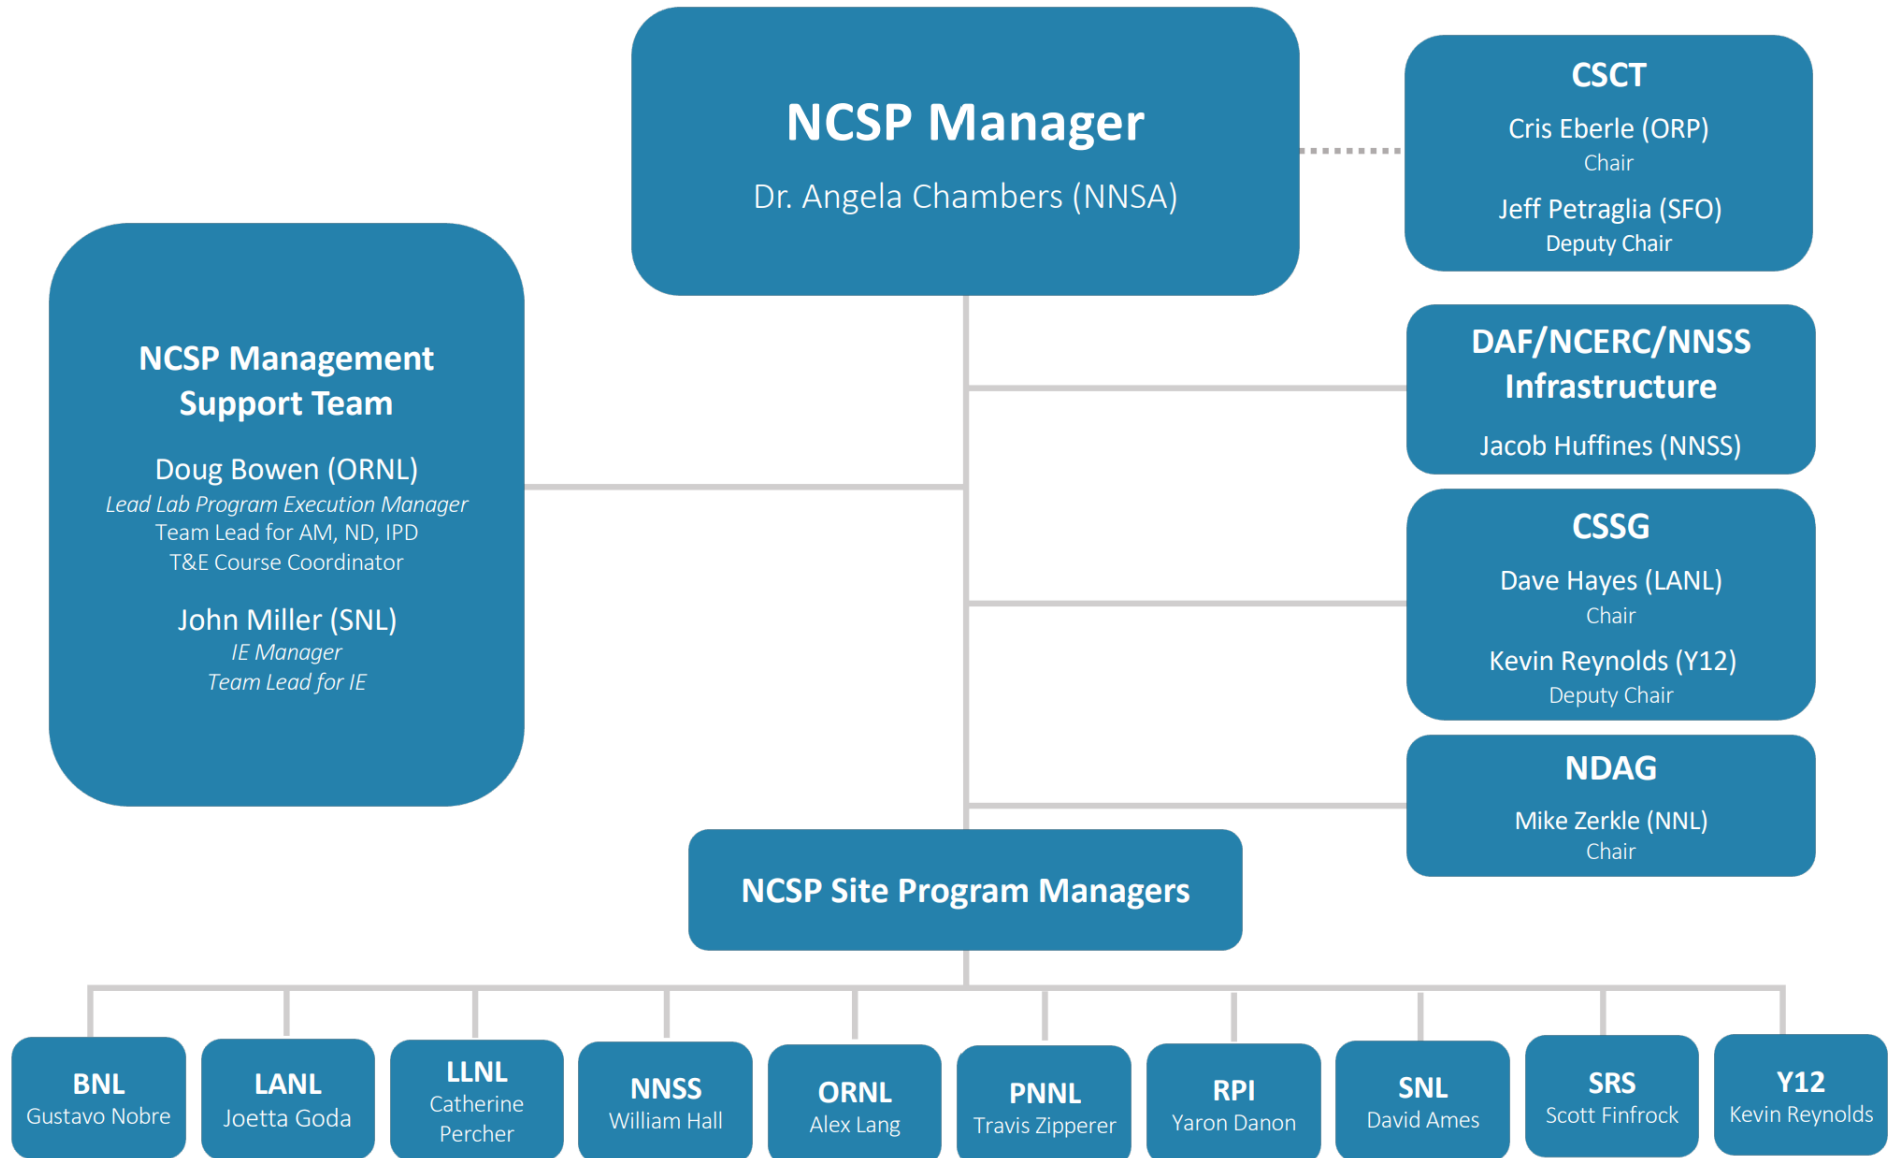 NCSP Manager
Dr. Angela Chambers (NNSA)
CSCT
Cris Eberle (ORP)
Chair
Jeff Petraglia (SFO)
Deputy Chair
NCSP Management
Support Team
Doug Bowen (ORNL)
Lead Lab Program Execution Manager
Team Lead for AM, ND, IPD
T&E Course Coordinator
John Miller (SNL)
IE Manager
Team Lead for IE
DAF/NCERC/NNSS
Infrastructure
Jacob Huffines (NNSS)
CSSG
Dave Hayes (LANL)
Chair
Kevin Reynolds (Y12)
Deputy Chair
NDAG
Mike Zerkle (NNL)
Chair
NCSP Site Program Managers
BNL
Gustavo Nobre
LANL
Joetta Goda
LLNL
Catherine
Percher
NNSS
William Hall
ORNL
Alex Lang
PNNL
Travis Zipperer
RPI
Yaron Danon
SNL
David Ames
SRS
Scott Finfrock
Y12
Kevin Reynolds